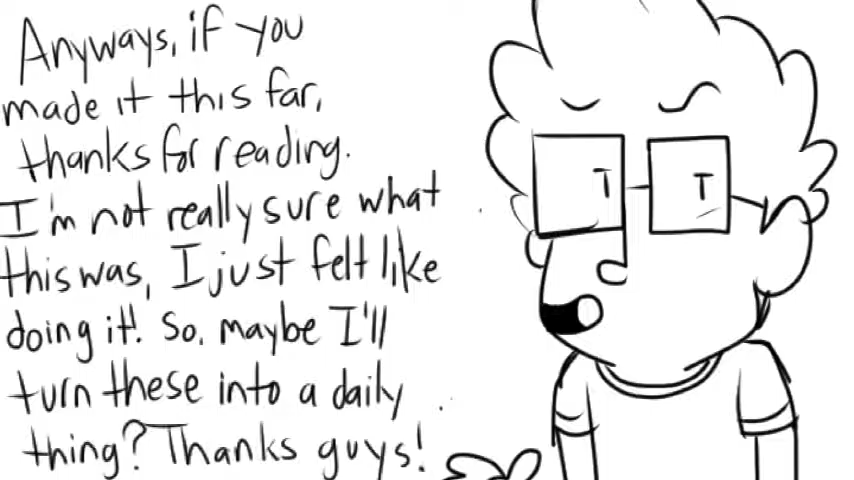 Anyways, if you
made it this far,
thanks for reading.
I'm not really sure what
this was, I just felt like
doing it! So, maybe I'll
turn these into a daily
thing? Thanks guys!